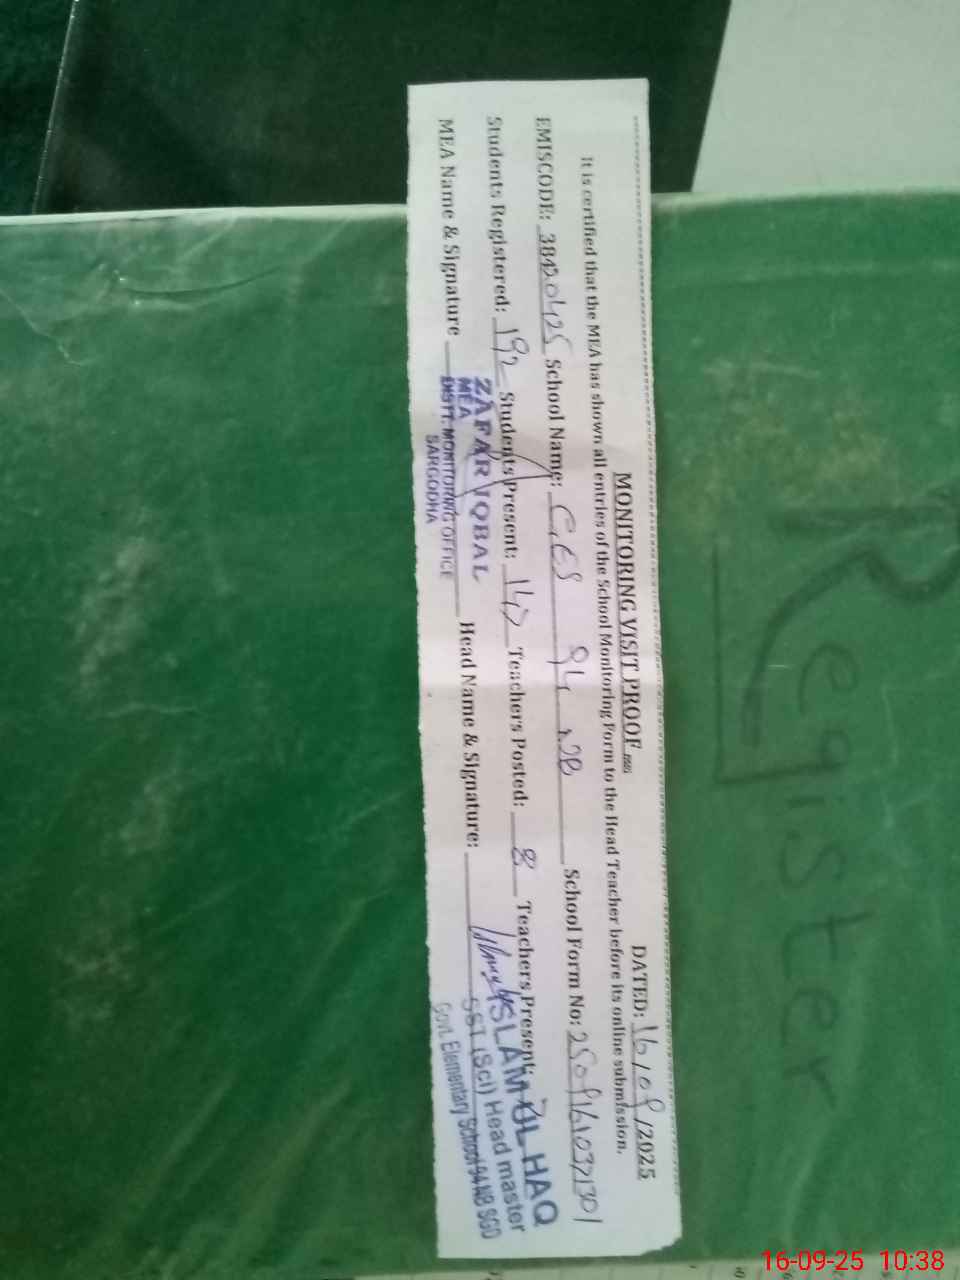 MONITORING VISIT PROOF
DATED: 16/09/2025
It is certified that the MEA has shown all entries of the School Monitoring Form to the Head Teacher before its online submission.
EMISCODE: 38420425 School Name: GES 94 NB School Form No:
Students Registered: 192 Students Present: 147 Teachers Posted: 8 Teachers Present:
MEA Name & Signature Head Name & Signature:
ZAFAR IQBAL
MEA
DISTT. MONITORING OFFICE
SARGODHA
ISLAM UL HAQ
SST (Sci) Head master
Govt. Elementary School 94 NB SGD
Register
16-09-25 10:38